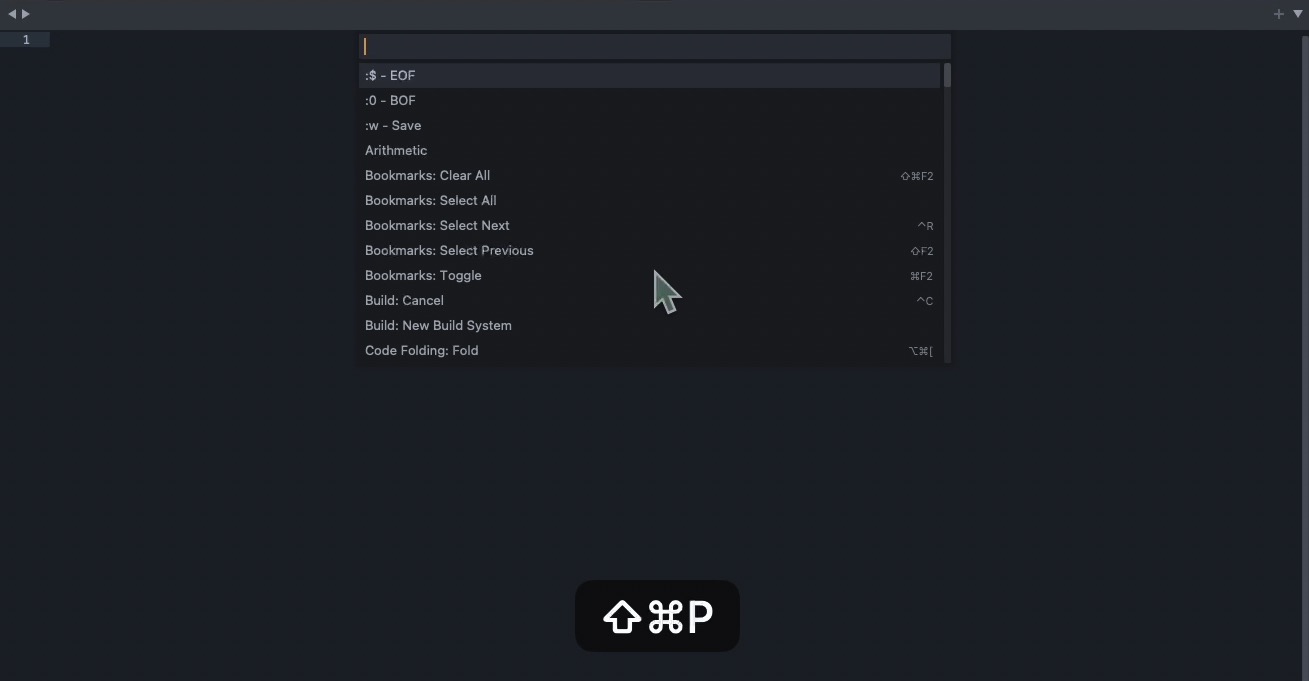 1
:$ - EOF
:0 - BOF
:w - Save
Arithmetic
Bookmarks: Clear All ⇧⌘F2
Bookmarks: Select All
Bookmarks: Select Next ^R
Bookmarks: Select Previous ⇧F2
Bookmarks: Toggle ⌘F2
Build: Cancel ^C
Build: New Build System
Code Folding: Fold ⌥⌘[
⇧⌘P